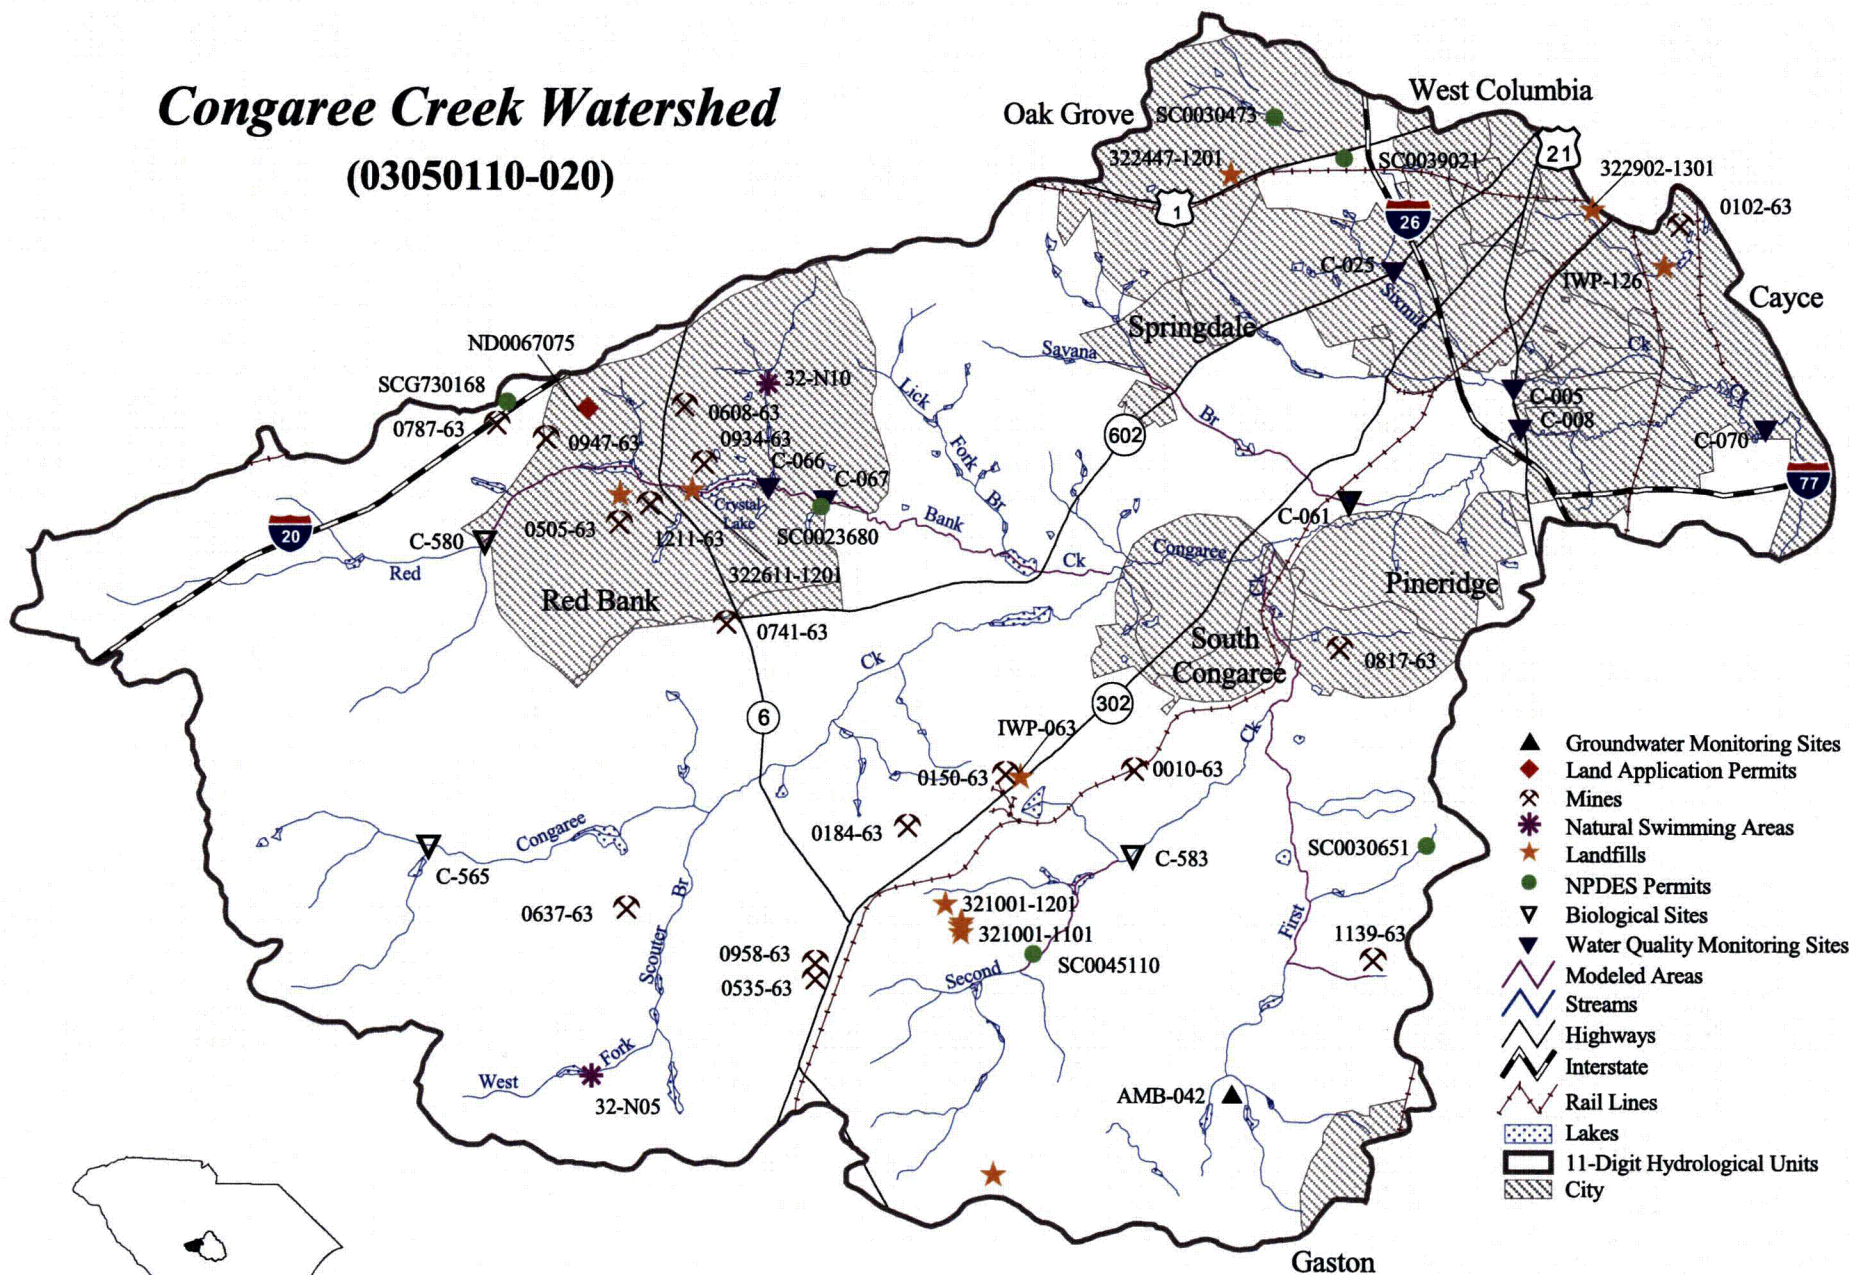 Congaree Creek Watershed
(03050110-020)
West Columbia
Oak Grove
SC0030473
21
322447-1201
SC0039021
322902-1301
1
0102-63
26
C-025
IWP-126
Sixmile
Cayce
Springdale
Ck
ND0067075
Savana
SCG730168
32-N10
Lick
C-005
Ck
0787-63
0608-63
Br
C-008
0947-63
0934-63
602
C-070
Fork
C-066
C-067
77
Crystal
Lake
Br
20
0505-63
Bank
C-061
C-580
1211-63
SC0023680
Congaree
Red
322611-1201
Ck
Ck
Pineridge
Red Bank
0741-63
South
Congaree
Ck
0817-63
302
6
IWP-063
Ck
Groundwater Monitoring Sites
0150-63
0010-63
Land Application Permits
Mines
Congaree
0184-63
Natural Swimming Areas
SC0030651
Landfills
C-583
C-565
NPDES Permits
Br
321001-1201
0637-63
Biological Sites
First
321001-1101
1139-63
Water Quality Monitoring Sites
Scouter
0958-63
SC0045110
Second
Modeled Areas
0535-63
Streams
Highways
Fork
Interstate
West
AMB-042
32-N05
Rail Lines
Lakes
11-Digit Hydrological Units
City
Gaston